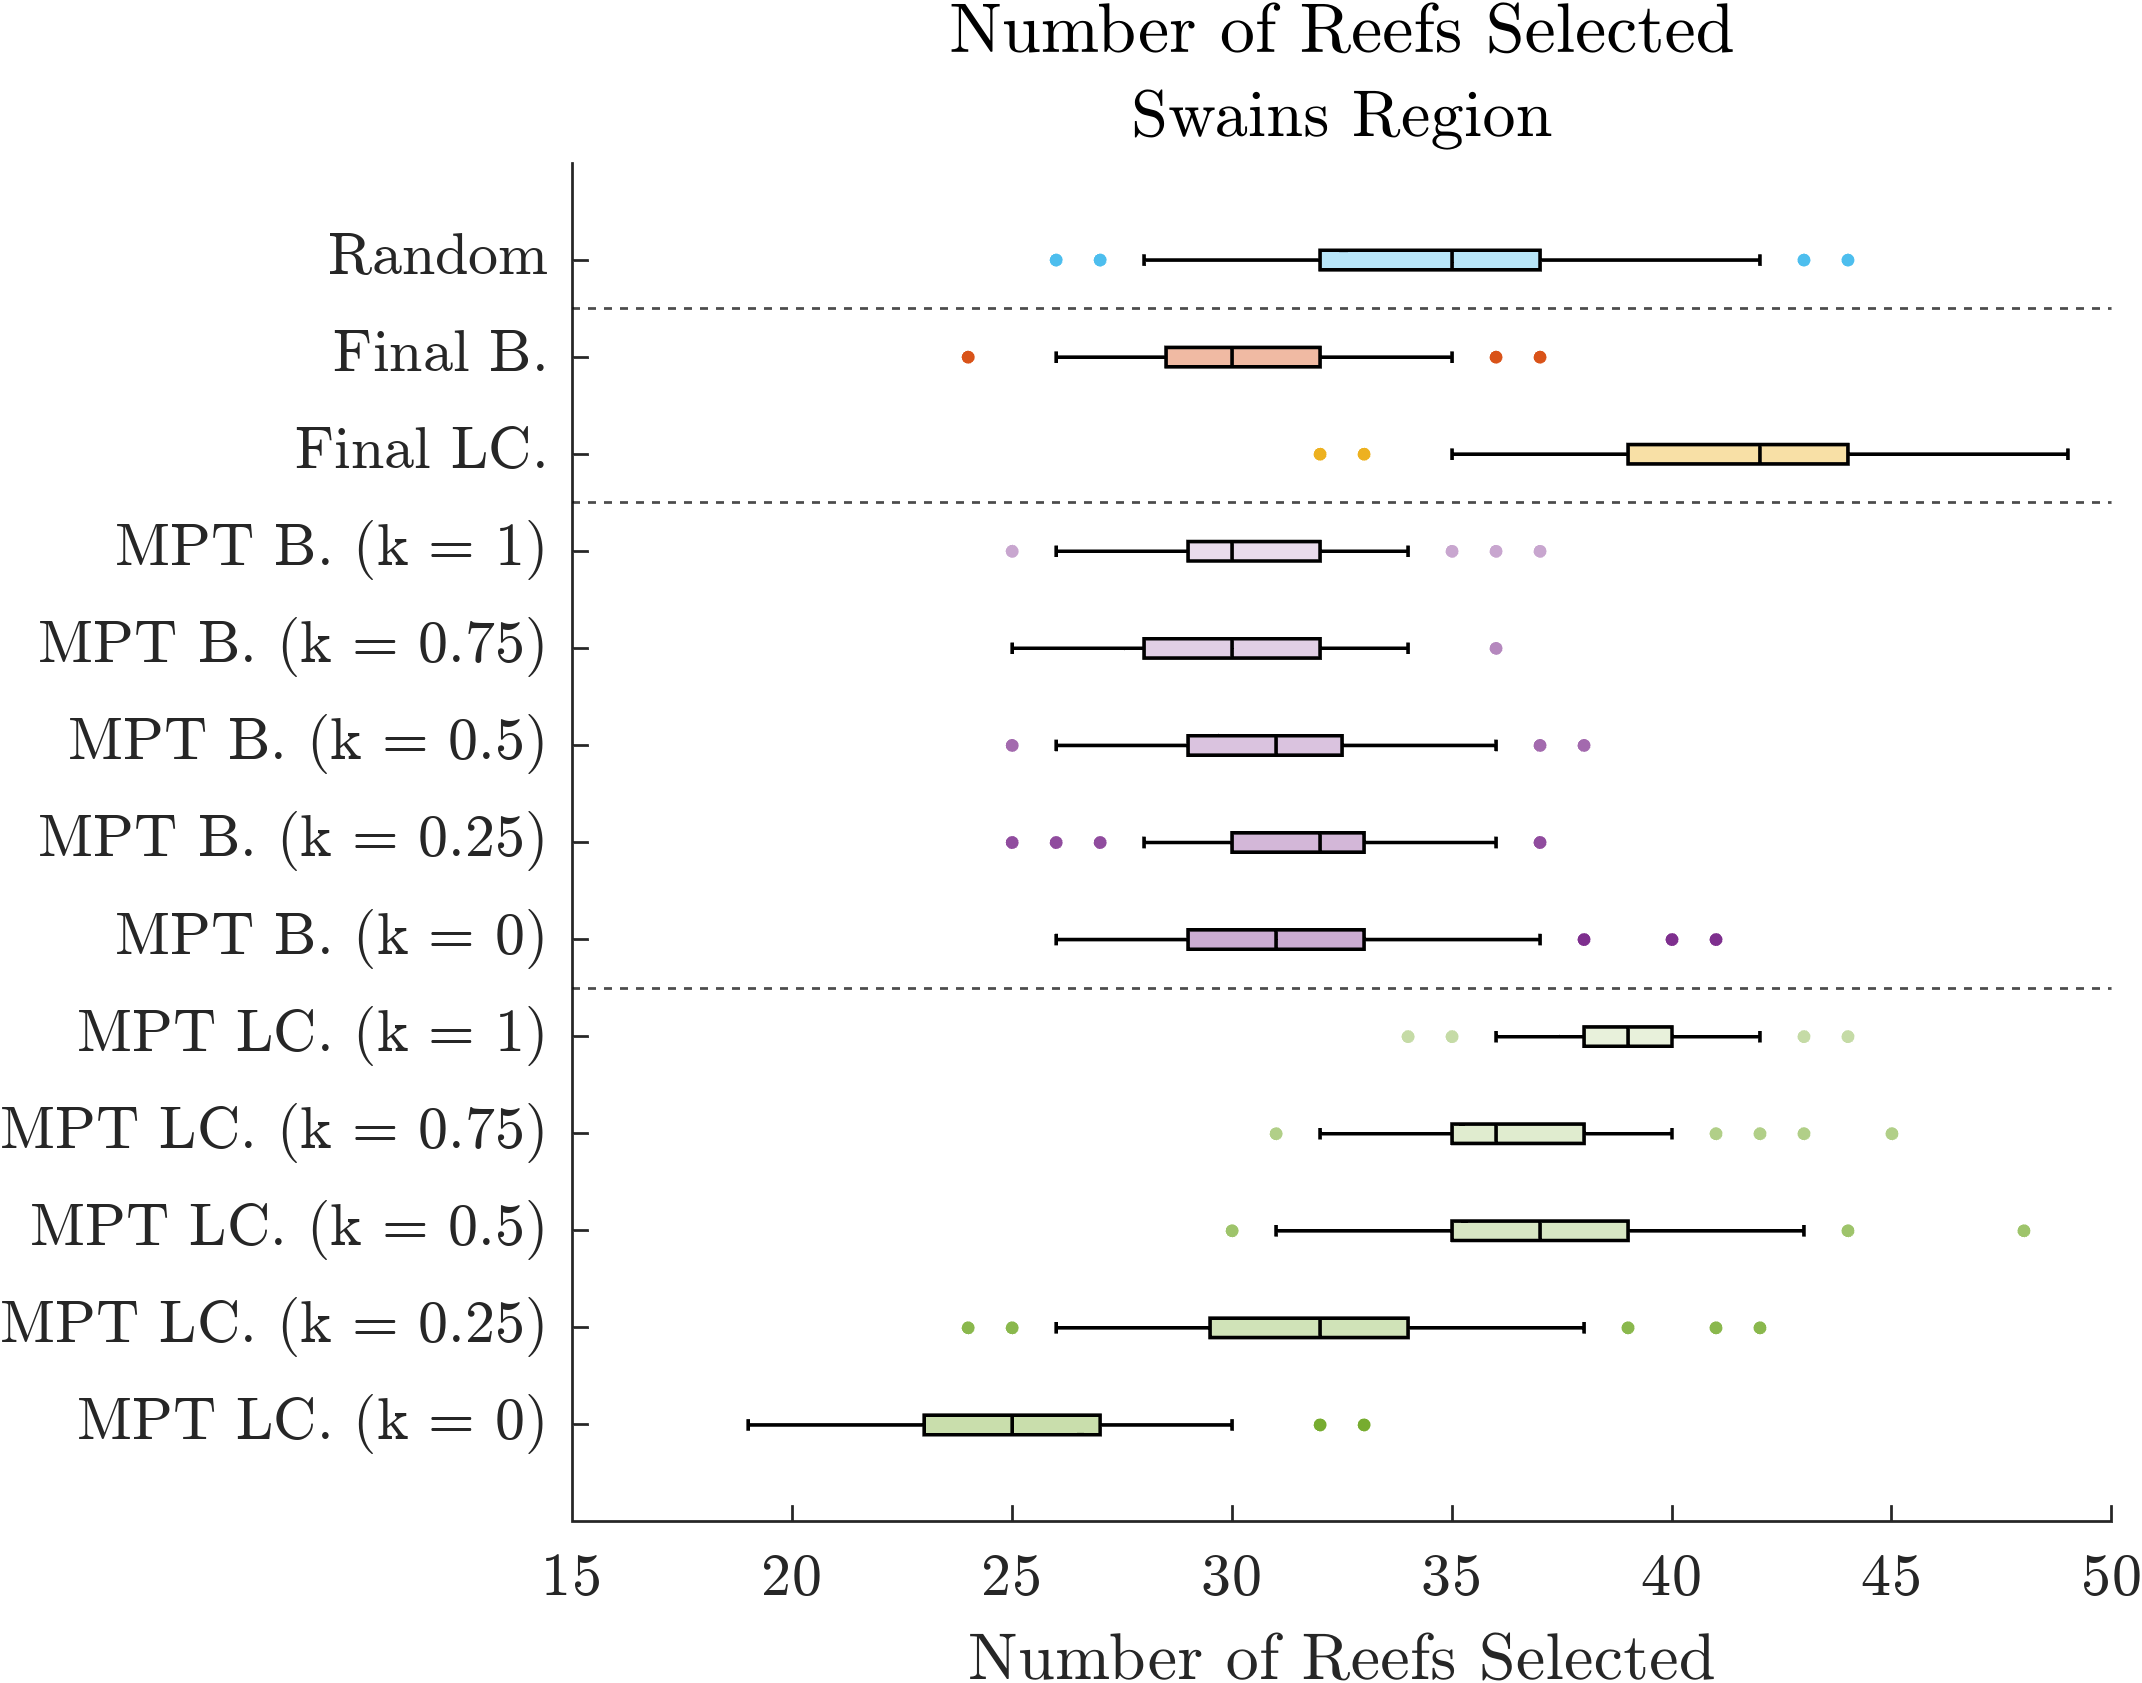 Number of Reefs Selected
Swains Region
Random
Final B.
Final LC.
MPT B. (k = 1)
MPT B. (k = 0.75)
MPT B. (k = 0.5)
MPT B. (k = 0.25)
MPT B. (k = 0)
MPT LC. (k = 1)
MPT LC. (k = 0.75)
MPT LC. (k = 0.5)
MPT LC. (k = 0.25)
MPT LC. (k = 0)
15 20 25 30 35 40 45 50
Number of Reefs Selected